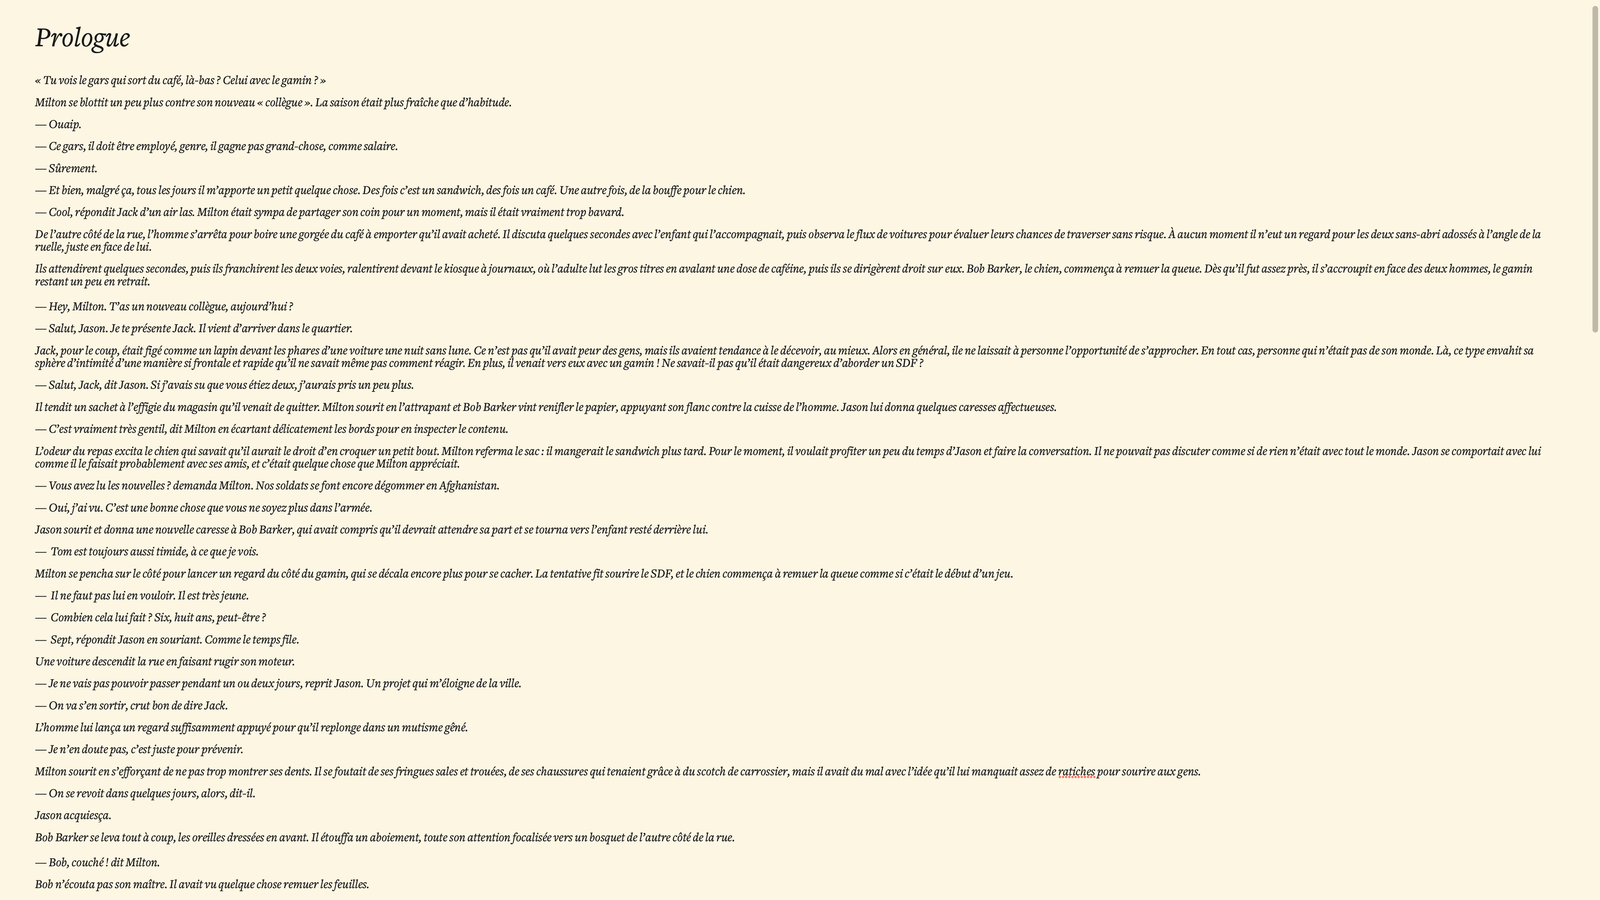 Prologue
« Tu vois le gars qui sort du café, là-bas ? Celui avec le gamin ? »
Milton se blottit un peu plus contre son nouveau « collègue ». La saison était plus fraîche que d’habitude.
— Ouaip.
— Ce gars, il doit être employé, genre, il gagne pas grand-chose, comme salaire.
— Sûrement.
— Et bien, malgré ça, tous les jours il m’apporte un petit quelque chose. Des fois c’est un sandwich, des fois un café. Une autre fois, de la bouffe pour le chien.
— Cool, répondit Jack d’un air las. Milton était sympa de partager son coin pour un moment, mais il était vraiment trop bavard.
De l’autre côté de la rue, l’homme s’arrêta pour boire une gorgée du café à emporter qu’il avait acheté. Il discuta quelques secondes avec l’enfant qui l’accompagnait, puis observa le flux de voitures pour évaluer leurs chances de traverser sans risque. À aucun moment il n’eut un regard pour les deux sans-abri adossés à l’angle de la
ruelle, juste en face de lui.
Ils attendirent quelques secondes, puis ils franchirent les deux voies, ralentirent devant le kiosque à journaux, où l’adulte lut les gros titres en avalant une dose de caféine, puis ils se dirigèrent droit sur eux. Bob Barker, le chien, commença à remuer la queue. Dès qu’il fut assez près, il s’accroupit en face des deux hommes, le gamin
restant un peu en retrait.
— Hey, Milton. T’as un nouveau collègue, aujourd’hui ?
— Salut, Jason. Je te présente Jack. Il vient d’arriver dans le quartier.
Jack, pour le coup, était figé comme un lapin devant les phares d’une voiture une nuit sans lune. Ce n’est pas qu’il avait peur des gens, mais ils avaient tendance à le décevoir, au mieux. Alors en général, ile ne laissait à personne l’opportunité de s’approcher. En tout cas, personne qui n’était pas de son monde. Là, ce type envahit sa
sphère d’intimité d’une manière si frontale et rapide qu’il ne savait même pas comment réagir. En plus, il venait vers eux avec un gamin ! Ne savait-il pas qu’il était dangereux d’aborder un SDF ?
— Salut, Jack, dit Jason. Si j’avais su que vous étiez deux, j’aurais pris un peu plus.
Il tendit un sachet à l’effigie du magasin qu’il venait de quitter. Milton sourit en l’attrapant et Bob Barker vint renifler le papier, appuyant son flanc contre la cuisse de l’homme. Jason lui donna quelques caresses affectueuses.
— C’est vraiment très gentil, dit Milton en écartant délicatement les bords pour en inspecter le contenu.
L’odeur du repas excita le chien qui savait qu’il aurait le droit d’en croquer un petit bout. Milton referma le sac : il mangerait le sandwich plus tard. Pour le moment, il voulait profiter un peu du temps d’Jason et faire la conversation. Il ne pouvait pas discuter comme si de rien n’était avec tout le monde. Jason se comportait avec lui
comme il le faisait probablement avec ses amis, et c’était quelque chose que Milton appréciait.
— Vous avez lu les nouvelles ? demanda Milton. Nos soldats se font encore dégommer en Afghanistan.
— Oui, j’ai vu. C’est une bonne chose que vous ne soyez plus dans l’armée.
Jason sourit et donna une nouvelle caresse à Bob Barker, qui avait compris qu’il devrait attendre sa part et se tourna vers l’enfant resté derrière lui.
— Tom est toujours aussi timide, à ce que je vois.
Milton se pencha sur le côté pour lancer un regard du côté du gamin, qui se décala encore plus pour se cacher. La tentative fit sourire le SDF, et le chien commença à remuer la queue comme si c’était le début d’un jeu.
— Il ne faut pas lui en vouloir. Il est très jeune.
— Combien cela lui fait ? Six, huit ans, peut-être ?
— Sept, répondit Jason en souriant. Comme le temps file.
Une voiture descendit la rue en faisant rugir son moteur.
— Je ne vais pas pouvoir passer pendant un ou deux jours, reprit Jason. Un projet qui m’éloigne de la ville.
— On va s’en sortir, crut bon de dire Jack.
L’homme lui lança un regard suffisamment appuyé pour qu’il replonge dans un mutisme gêné.
— Je n’en doute pas, c’est juste pour prévenir.
Milton sourit en s’efforçant de ne pas trop montrer ses dents. Il se foutait de ses fringues sales et trouées, de ses chaussures qui tenaient grâce à du scotch de carrossier, mais il avait du mal avec l’idée qu’il lui manquait assez de ratiches pour sourire aux gens.
— On se revoit dans quelques jours, alors, dit-il.
Jason acquiesça.
Bob Barker se leva tout à coup, les oreilles dressées en avant. Il étouffa un aboiement, toute son attention focalisée vers un bosquet de l’autre côté de la rue.
— Bob, couché ! dit Milton.
Bob n’écouta pas son maître. Il avait vu quelque chose remuer les feuilles.